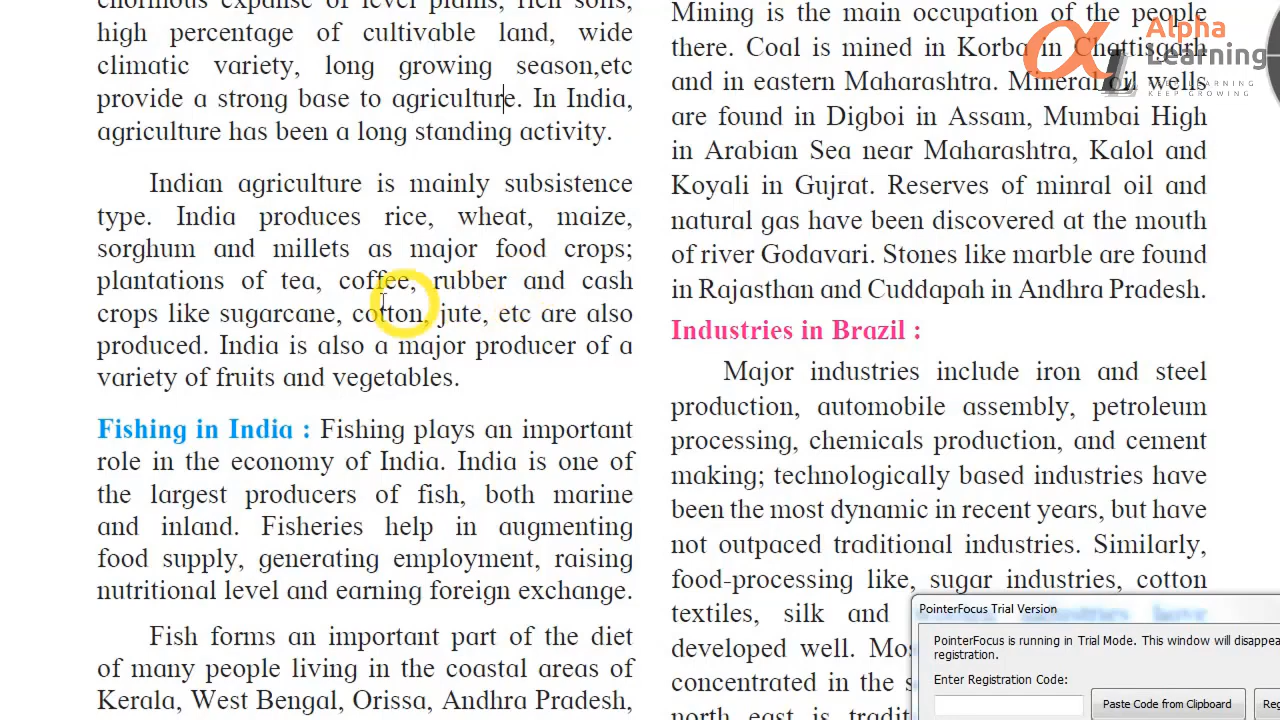 enormous expanse of level plains, rich soils,
high percentage of cultivable land, wide
climatic variety, long growing season,etc
provide a strong base to agriculture. In India,
agriculture has been a long standing activity.
Indian agriculture is mainly subsistence
type. India produces rice, wheat, maize,
sorghum and millets as major food crops;
plantations of tea, coffee, rubber and cash
crops like sugarcane, cotton, jute, etc are also
produced. India is also a major producer of a
variety of fruits and vegetables.
Fishing in India : Fishing plays an important
role in the economy of India. India is one of
the largest producers of fish, both marine
and inland. Fisheries help in augmenting
food supply, generating employment, raising
nutritional level and earning foreign exchange.
Fish forms an important part of the diet
of many people living in the coastal areas of
Kerala, West Bengal, Orissa, Andhra Pradesh,
Mining is the main occupation of the people
there. Coal is mined in Korba in Chattisgarh
and in eastern Maharashtra. Mineral oil wells
are found in Digboi in Assam, Mumbai High
in Arabian Sea near Maharashtra, Kalol and
Koyali in Gujrat. Reserves of minral oil and
natural gas have been discovered at the mouth
of river Godavari. Stones like marble are found
in Rajasthan and Cuddapah in Andhra Pradesh.
Industries in Brazil :
Major industries include iron and steel
production, automobile assembly, petroleum
processing, chemicals production, and cement
making; technologically based industries have
been the most dynamic in recent years, but have
not outpaced traditional industries. Similarly,
food-processing like, sugar industries, cotton
textiles, silk and industries have
developed well.
concentrated in the
north east is
Alpha
Learning
KEEP GROWING
PointerFocus Trial Version
PointerFocus is running in Trial Mode. This window will
registration.
Enter Registration Code:
Paste Code from Clipboard